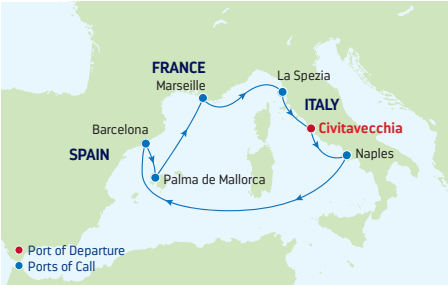 FRANCE
Marseille
La Spezia
ITALY
Civitavecchia
Barcelona
SPAIN
Naples
Palma de Mallorca
Port of Departure
Ports of Call